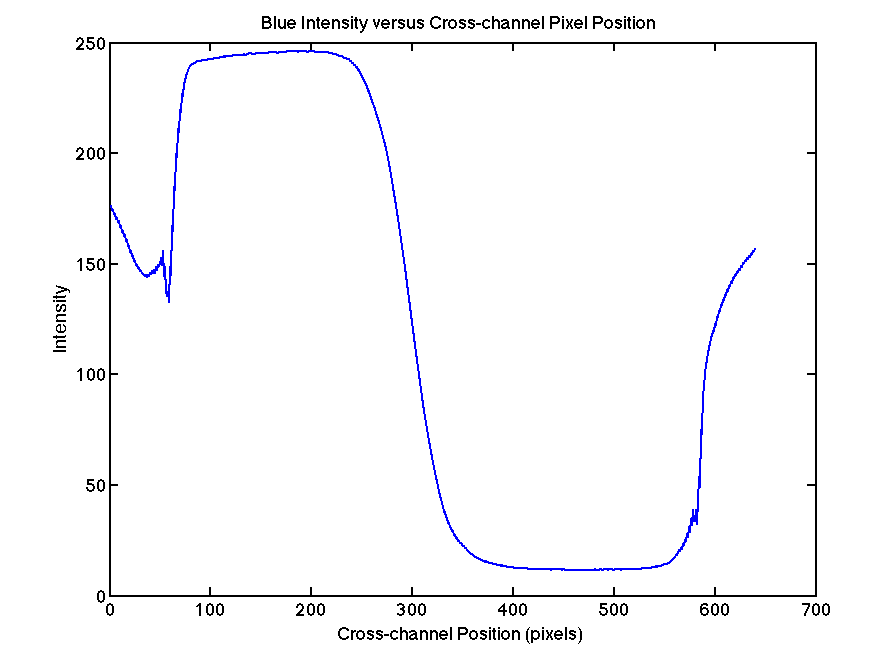 Blue Intensity versus Cross-channel Pixel Position
250
200
150
100
50
0
Intensity
0 100 200 300 400 500 600 700
Cross-channel Position (pixels)